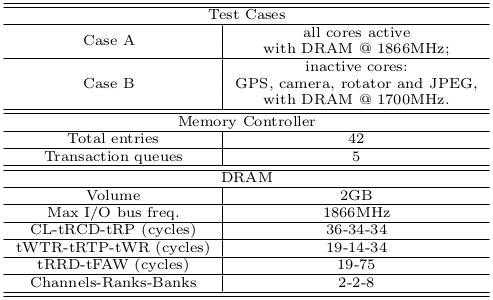 Test Cases
Case A
all cores active
with DRAM @ 1866MHz;
Case B
inactive cores:
GPS, camera, rotator and JPEG,
with DRAM @ 1700MHz.
Memory Controller
Total entries 42
Transaction queues 5
DRAM
Volume 2GB
Max I/O bus freq. 1866MHz
CL-tRCD-tRP (cycles) 36-34-34
tWTR-tRTP-tWR (cycles) 19-14-34
tRRD-tFAW (cycles) 19-75
Channels-Ranks-Banks 2-2-8